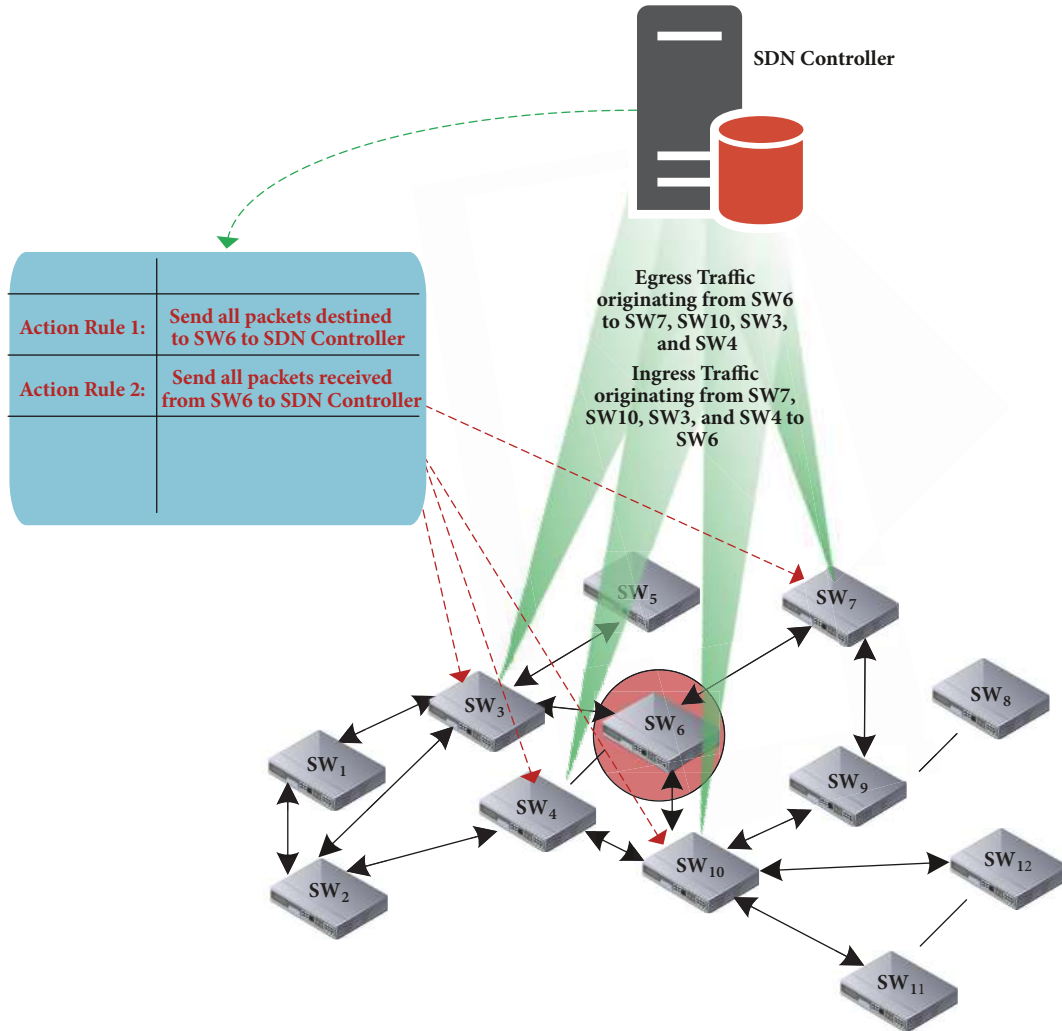 SDN Controller
Egress Traffic
originating from SW6
to SW7, SW10, SW3,
and SW4
Ingress Traffic
originating from SW7,
SW10, SW3, and SW4 to
SW6
Action Rule 1:
Send all packets destined
to SW6 to SDN Controller
Action Rule 2:
Send all packets received
from SW6 to SDN Controller
SW5
SW7
SW3
SW6
SW8
SW1
SW4
SW9
SW2
SW10
SW12
SW11